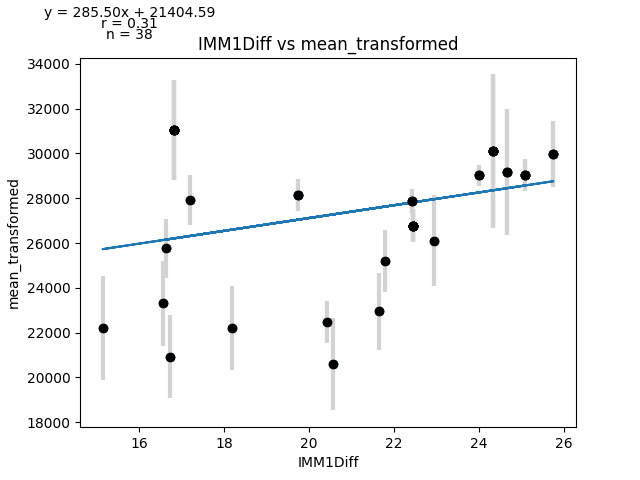 y = 285.50x + 21404.59
r = 0.31
n = 38
IMM1Diff vs mean_transformed
34000
32000
30000
28000
26000
24000
22000
20000
18000
mean_transformed
16
18
20
22
24
26
IMM1Diff